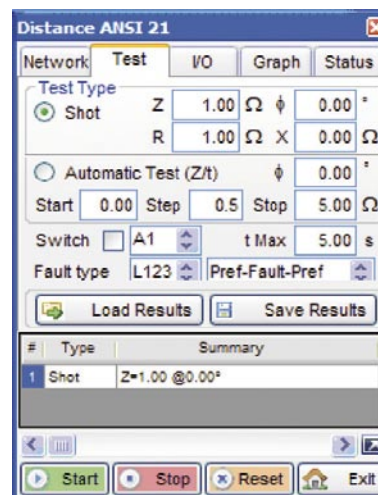 Distance ANSI 21
Network Test I/O Graph Status
Test Type
Shot Z 1.00 Ω ϕ 0.00 °
R 1.00 Ω X 0.00 Ω
Automatic Test (Z/t) ϕ 0.00 °
Start 0.00 Step 0.5 Stop 5.00 Ω
Switch A1 t Max 5.00 s
Fault type L123 Pref-Fault-Pref
Load Results Save Results
# Type Summary
1 Shot Z=1.00 @0.00°
Start Stop Reset Exit